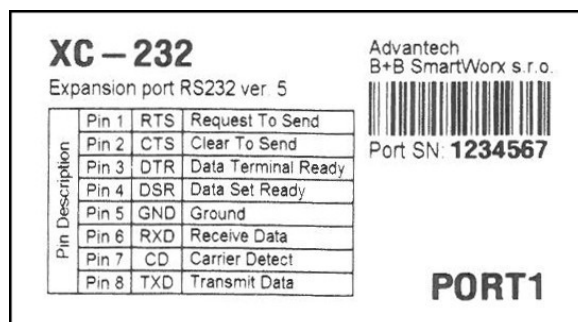 XC – 232
Expansion port RS232 ver. 5
Pin Description
Pin 1 RTS Request To Send
Pin 2 CTS Clear To Send
Pin 3 DTR Data Terminal Ready
Pin 4 DSR Data Set Ready
Pin 5 GND Ground
Pin 6 RXD Receive Data
Pin 7 CD Carrier Detect
Pin 8 TXD Transmit Data
Advantech
B+B SmartWorx s.r.o.
Port SN: 1234567
PORT1